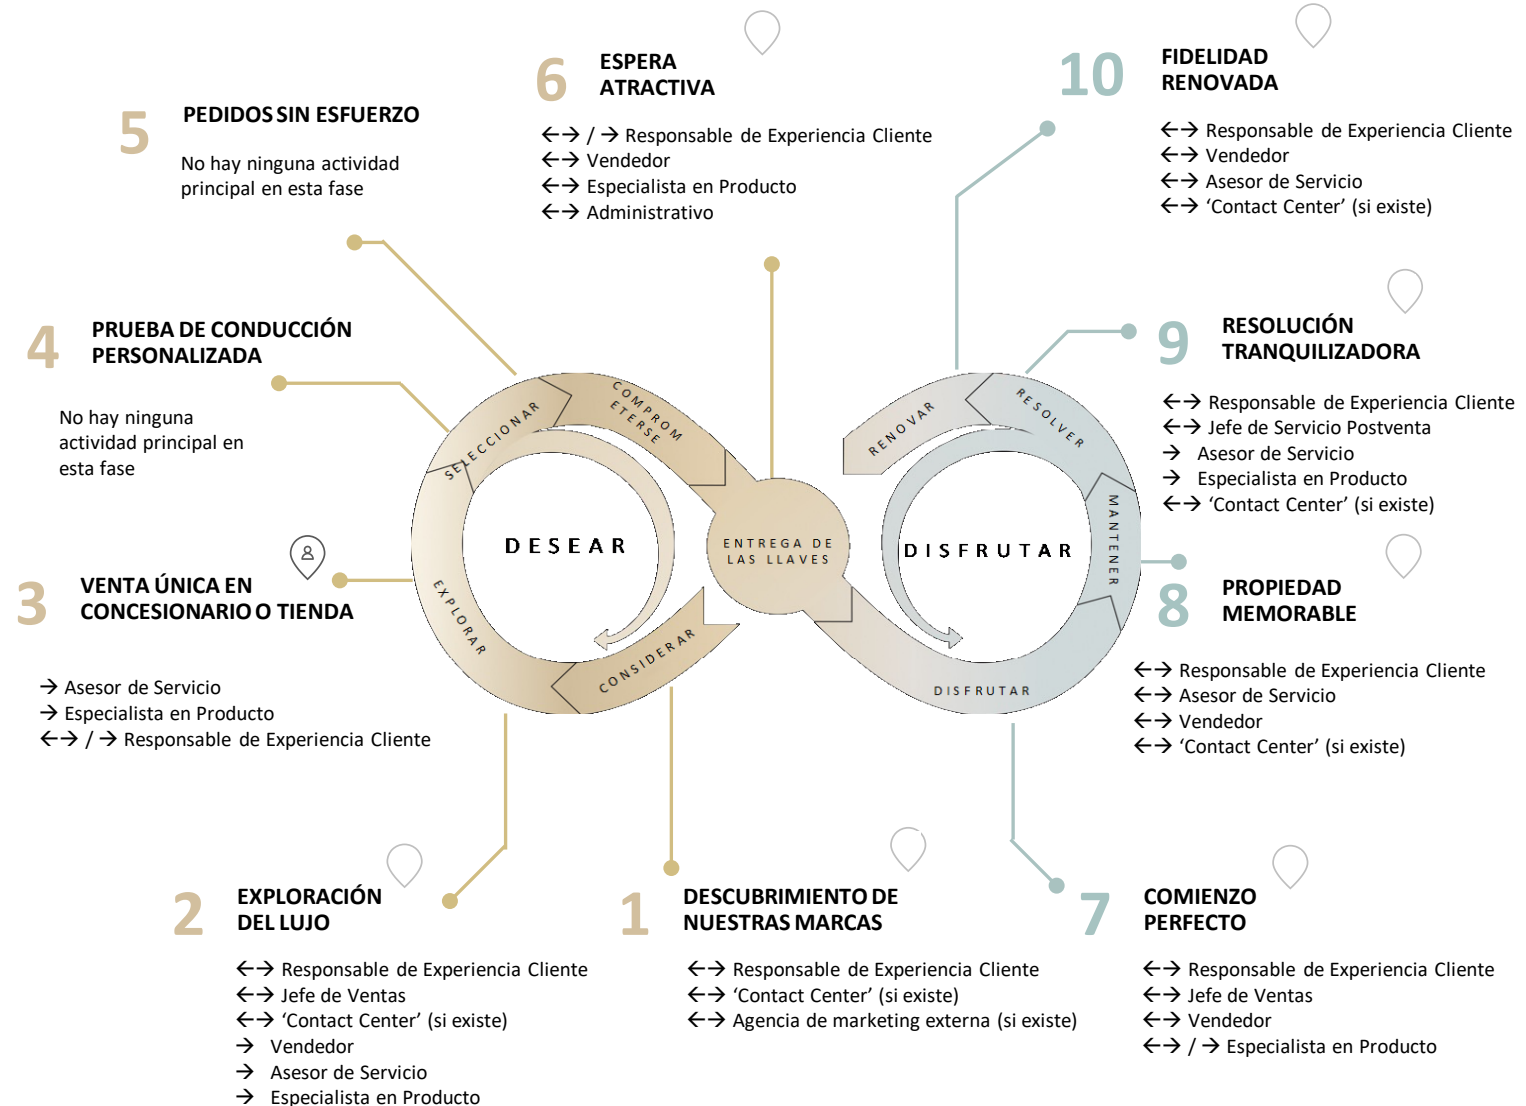 6
ESPERA
ATRACTIVA
←→ / → Responsable de Experiencia Cliente
←→ Vendedor
←→ Especialista en Producto
←→ Administrativo
10
FIDELIDAD
RENOVADA
←→ Responsable de Experiencia Cliente
←→ Vendedor
←→ Asesor de Servicio
←→ ‘Contact Center’ (si existe)
5
PEDIDOS SIN ESFUERZO
No hay ninguna actividad
principal en esta fase
4
PRUEBA DE CONDUCCIÓN
PERSONALIZADA
No hay ninguna
actividad principal en
esta fase
9
RESOLUCIÓN
TRANQUILIZADORA
←→ Responsable de Experiencia Cliente
←→ Jefe de Servicio Postventa
→ Asesor de Servicio
→ Especialista en Producto
←→ ‘Contact Center’ (si existe)
SELECCIONAR
COMPROM
ETERSE
RENOVAR
RESOLVER
MANTENER
DESEAR
ENTREGA DE
LAS LLAVES
DISFRUTAR
EXPLORAR
CONSIDERAR
DISFRUTAR
3
VENTA ÚNICA EN
CONCESIONARIO O TIENDA
→ Asesor de Servicio
→ Especialista en Producto
←→ / → Responsable de Experiencia Cliente
8
PROPIEDAD
MEMORABLE
←→ Responsable de Experiencia Cliente
←→ Asesor de Servicio
←→ Vendedor
←→ ‘Contact Center’ (si existe)
2
EXPLORACIÓN
DEL LUJO
←→ Responsable de Experiencia Cliente
←→ Jefe de Ventas
←→ ‘Contact Center’ (si existe)
→ Vendedor
→ Asesor de Servicio
→ Especialista en Producto
1
DESCUBRIMIENTO DE
NUESTRAS MARCAS
←→ Responsable de Experiencia Cliente
←→ ‘Contact Center’ (si existe)
←→ Agencia de marketing externa (si existe)
7
COMIENZO
PERFECTO
←→ Responsable de Experiencia Cliente
←→ Jefe de Ventas
←→ Vendedor
←→ / → Especialista en Producto